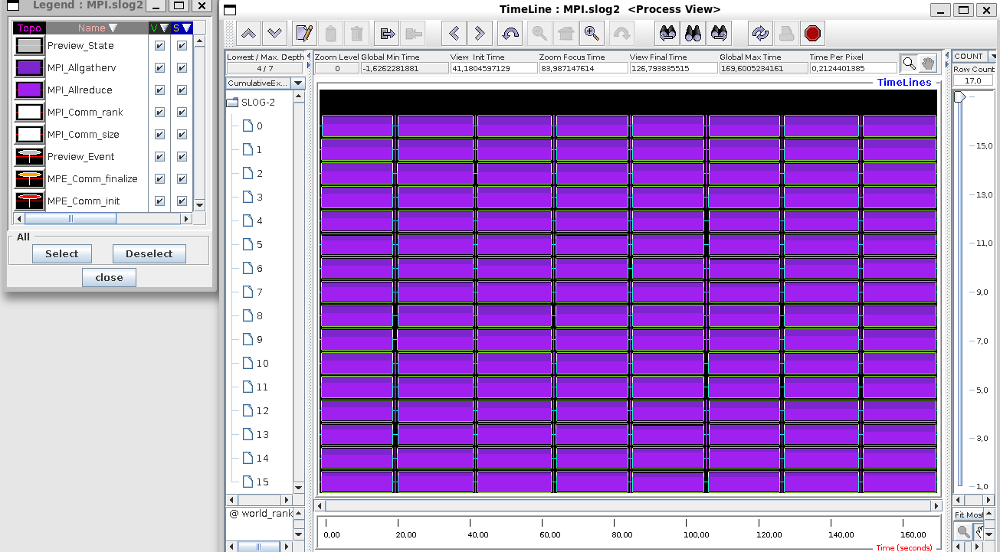 Legend : MPI.slog2
Topo Name V S
Preview_State
MPI_Allgatherv
MPI_Allreduce
MPI_Comm_rank
MPI_Comm_size
Preview_Event
MPE_Comm_finalize
MPE_Comm_init
All
Select Deselect
close
TimeLine : MPI.slog2 <Process View>
Lowest / Max. Depth
4 / 7
Zoom Level Global Min Time View Init Time Zoom Focus Time View Final Time Global Max Time Time Per Pixel
0 -1,6262281881 41,1804597129 83,987147614 126,793835515 169,6005234161 0,2124401385
CumulativeEx...
TimeLines
SLOG-2
0
1
2
3
4
5
6
7
8
9
10
11
12
13
14
15
@ world_rank
0,00 20,00 40,00 60,00 80,00 100,00 120,00 140,00 160,00
Time (seconds)
COUNT
Row Count
17,0
15,0
13,0
11,0
9,0
7,0
5,0
3,0
1,0
Fit Most